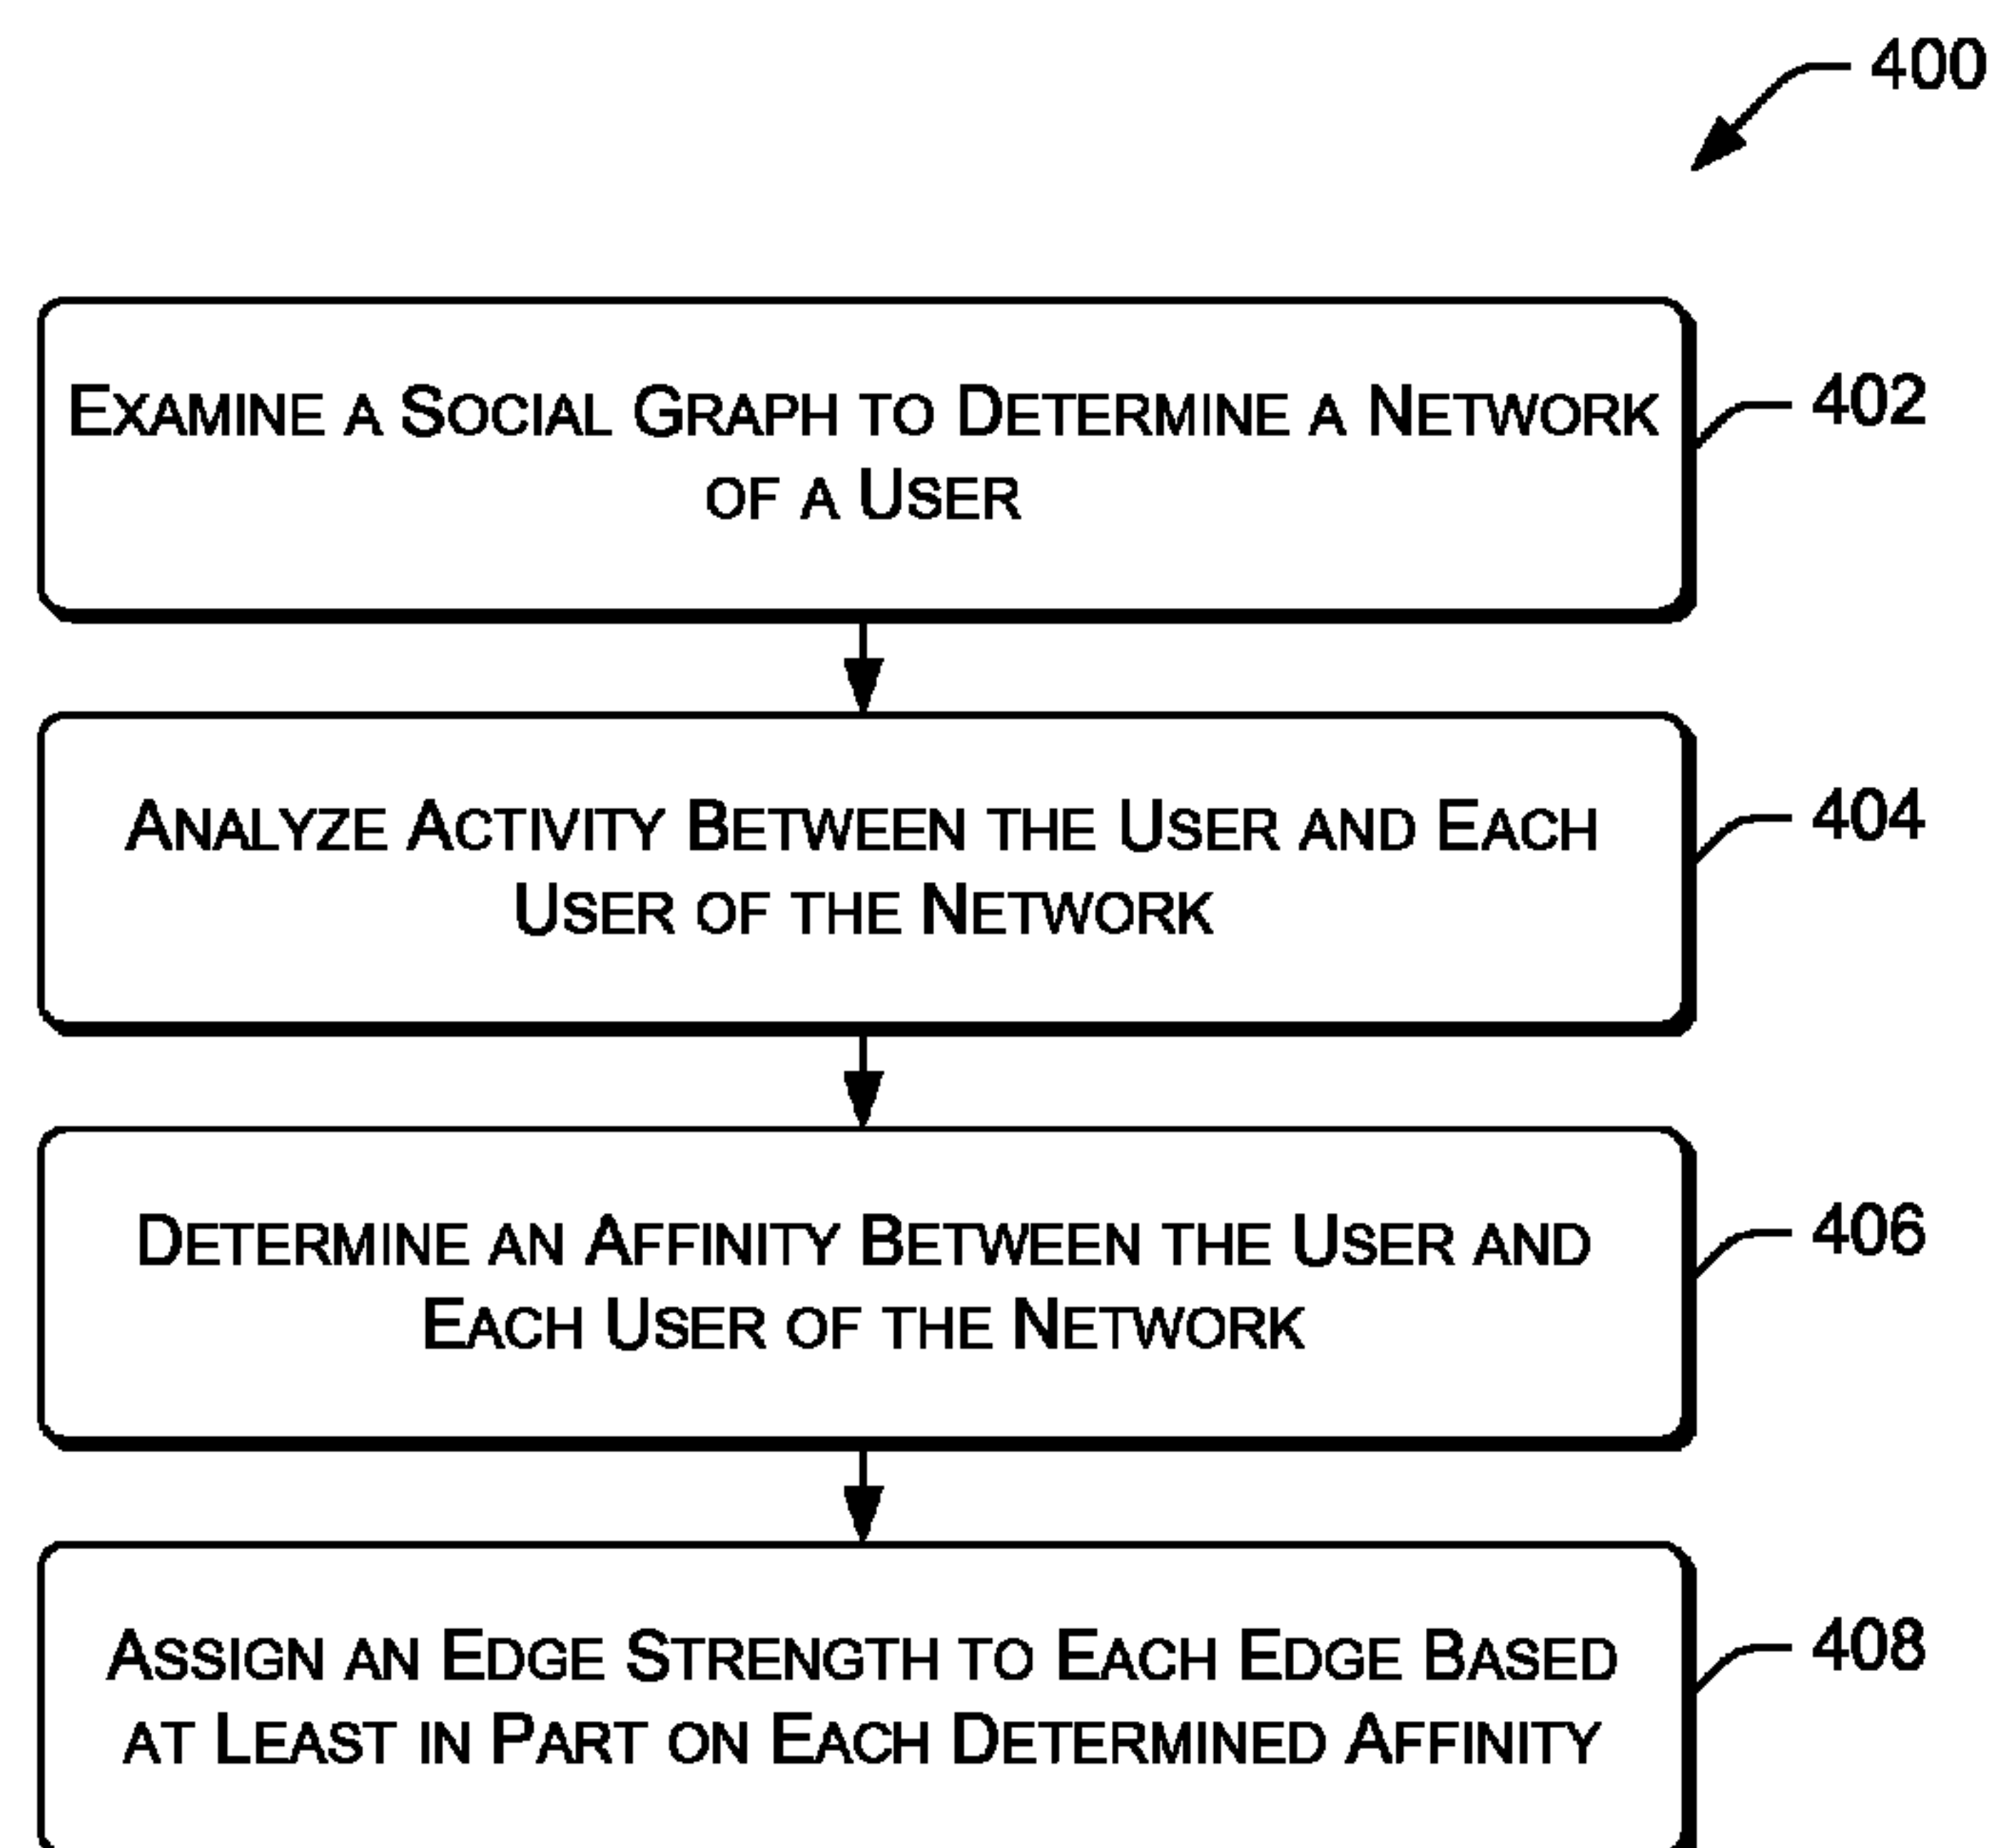 400
EXAMINE A SOCIAL GRAPH TO DETERMINE A NETWORK
OF A USER
402
ANALYZE ACTIVITY BETWEEN THE USER AND EACH
USER OF THE NETWORK
404
DETERMINE AN AFFINITY BETWEEN THE USER AND
EACH USER OF THE NETWORK
406
ASSIGN AN EDGE STRENGTH TO EACH EDGE BASED
AT LEAST IN PART ON EACH DETERMINED AFFINITY
408